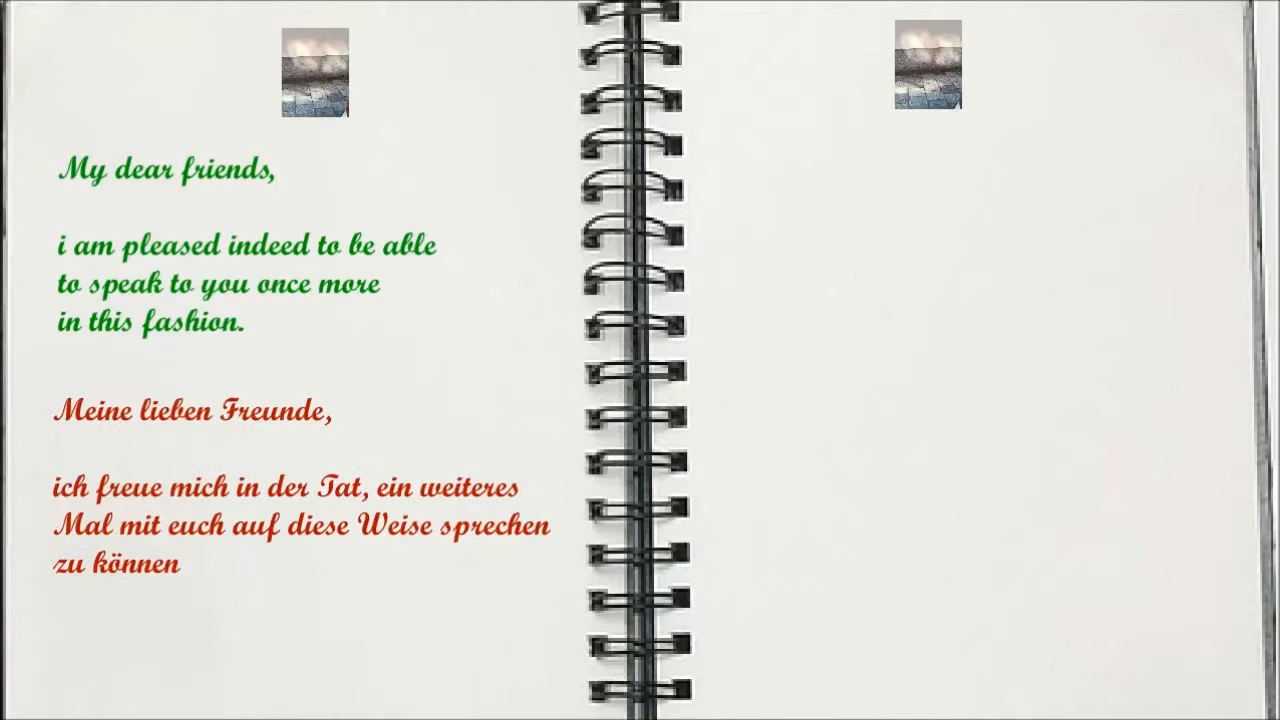 My dear friends,
i am pleased indeed to be able
to speak to you once more
in this fashion.
Meine lieben Freunde,
ich freue mich in der Tat, ein weiteres
Mal mit euch auf diese Weise sprechen
zu können